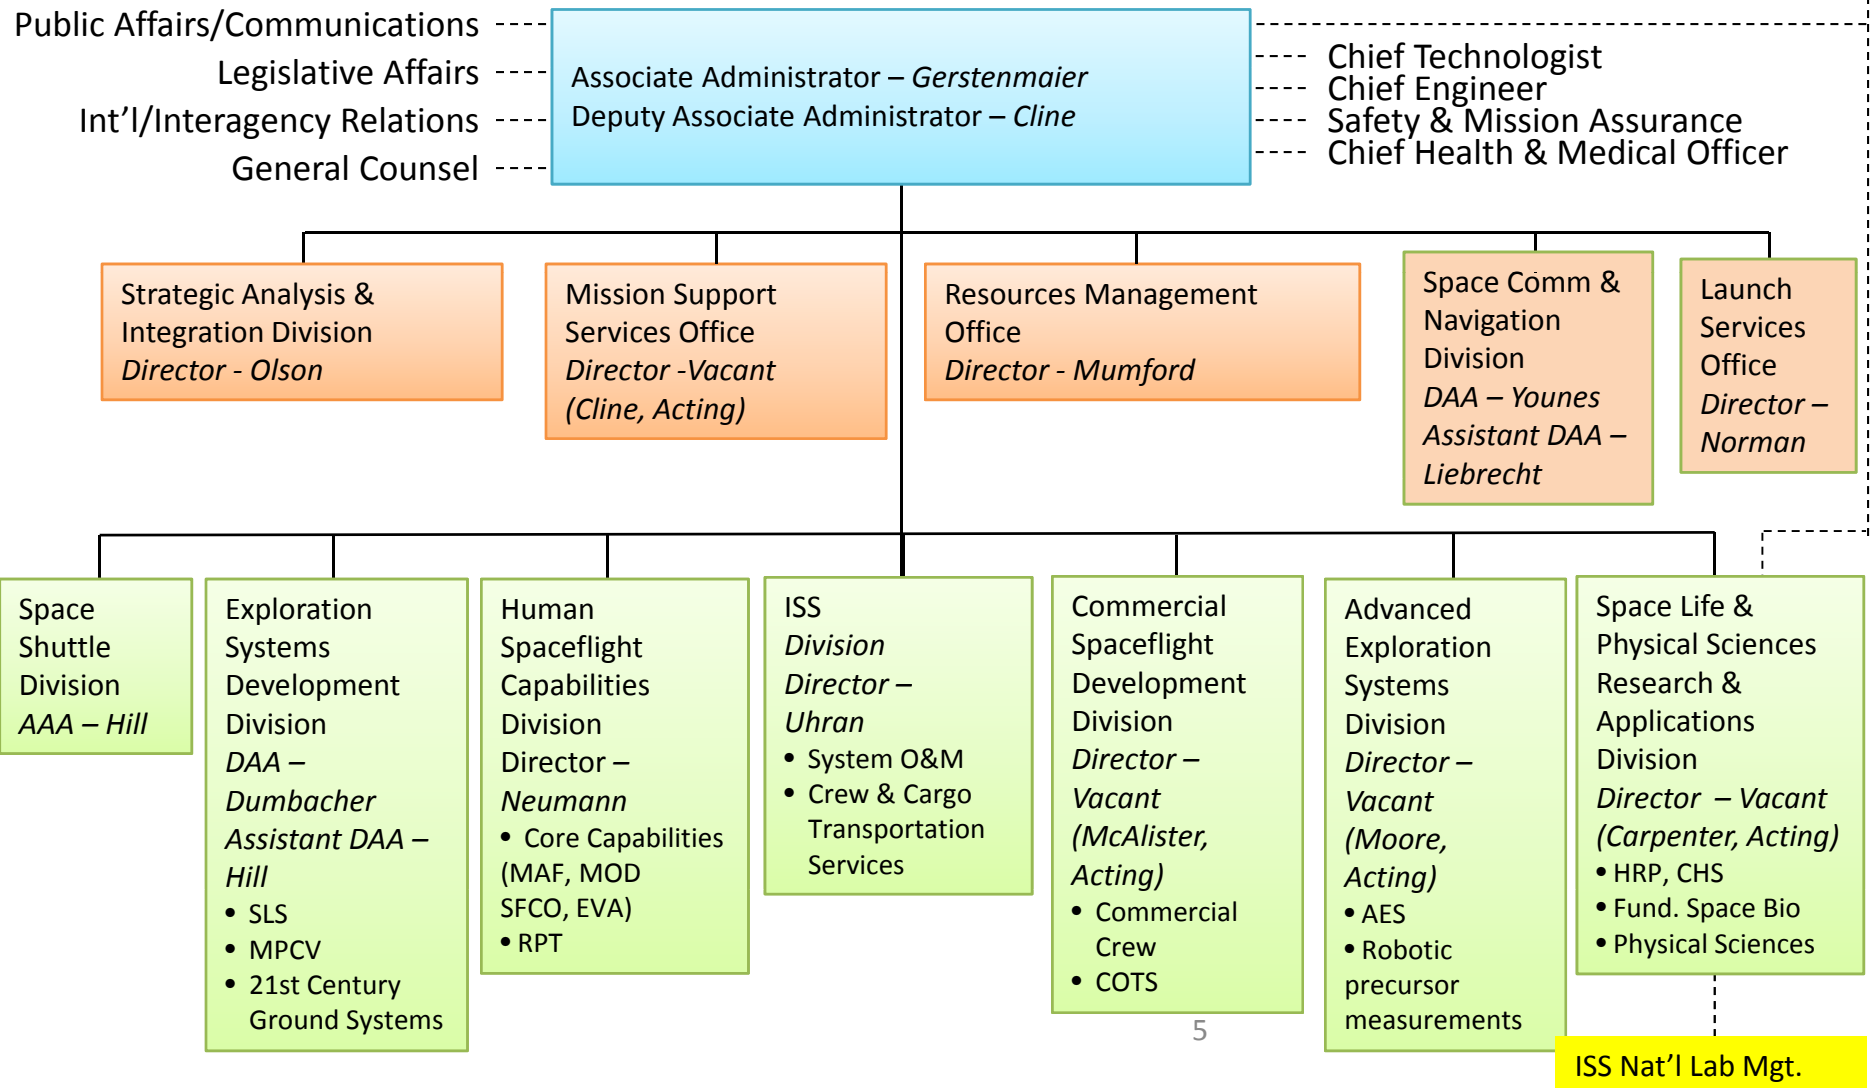 Public Affairs/Communications
Legislative Affairs
Int'l/Interagency Relations
General Counsel
Associate Administrator – Gerstenmaier
Deputy Associate Administrator – Cline
Chief Technologist
Chief Engineer
Safety & Mission Assurance
Chief Health & Medical Officer
Strategic Analysis &
Integration Division
Director - Olson
Mission Support
Services Office
Director -Vacant
(Cline, Acting)
Resources Management
Office
Director - Mumford
Space Comm &
Navigation
Division
DAA – Younes
Assistant DAA –
Liebrecht
Launch
Services
Office
Director –
Norman
Space
Shuttle
Division
AAA – Hill
Exploration
Systems
Development
Division
DAA –
Dumbacher
Assistant DAA –
Hill
• SLS
• MPCV
• 21st Century
Ground Systems
Human
Spaceflight
Capabilities
Division
Director –
Neumann
• Core Capabilities
(MAF, MOD
SFCO, EVA)
• RPT
ISS
Division
Director –
Uhran
• System O&M
• Crew & Cargo
Transportation
Services
Commercial
Spaceflight
Development
Division
Director –
Vacant
(McAlister,
Acting)
• Commercial
Crew
• COTS
Advanced
Exploration
Systems
Division
Director –
Vacant
(Moore,
Acting)
• AES
• Robotic
precursor
measurements
Space Life &
Physical Sciences
Research &
Applications
Division
Director – Vacant
(Carpenter, Acting)
• HRP, CHS
• Fund. Space Bio
• Physical Sciences
5
ISS Nat'l Lab Mgt.